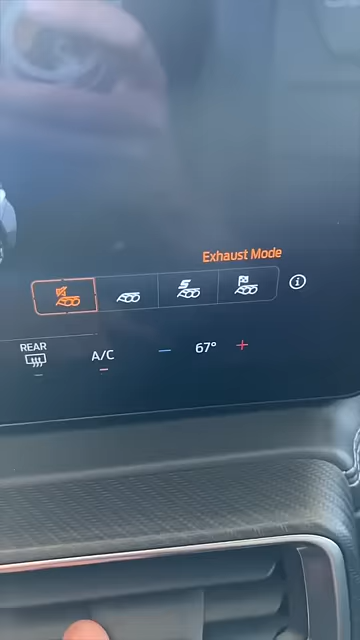 Exhaust Mode
S
i
REAR
A/C
— 67° +